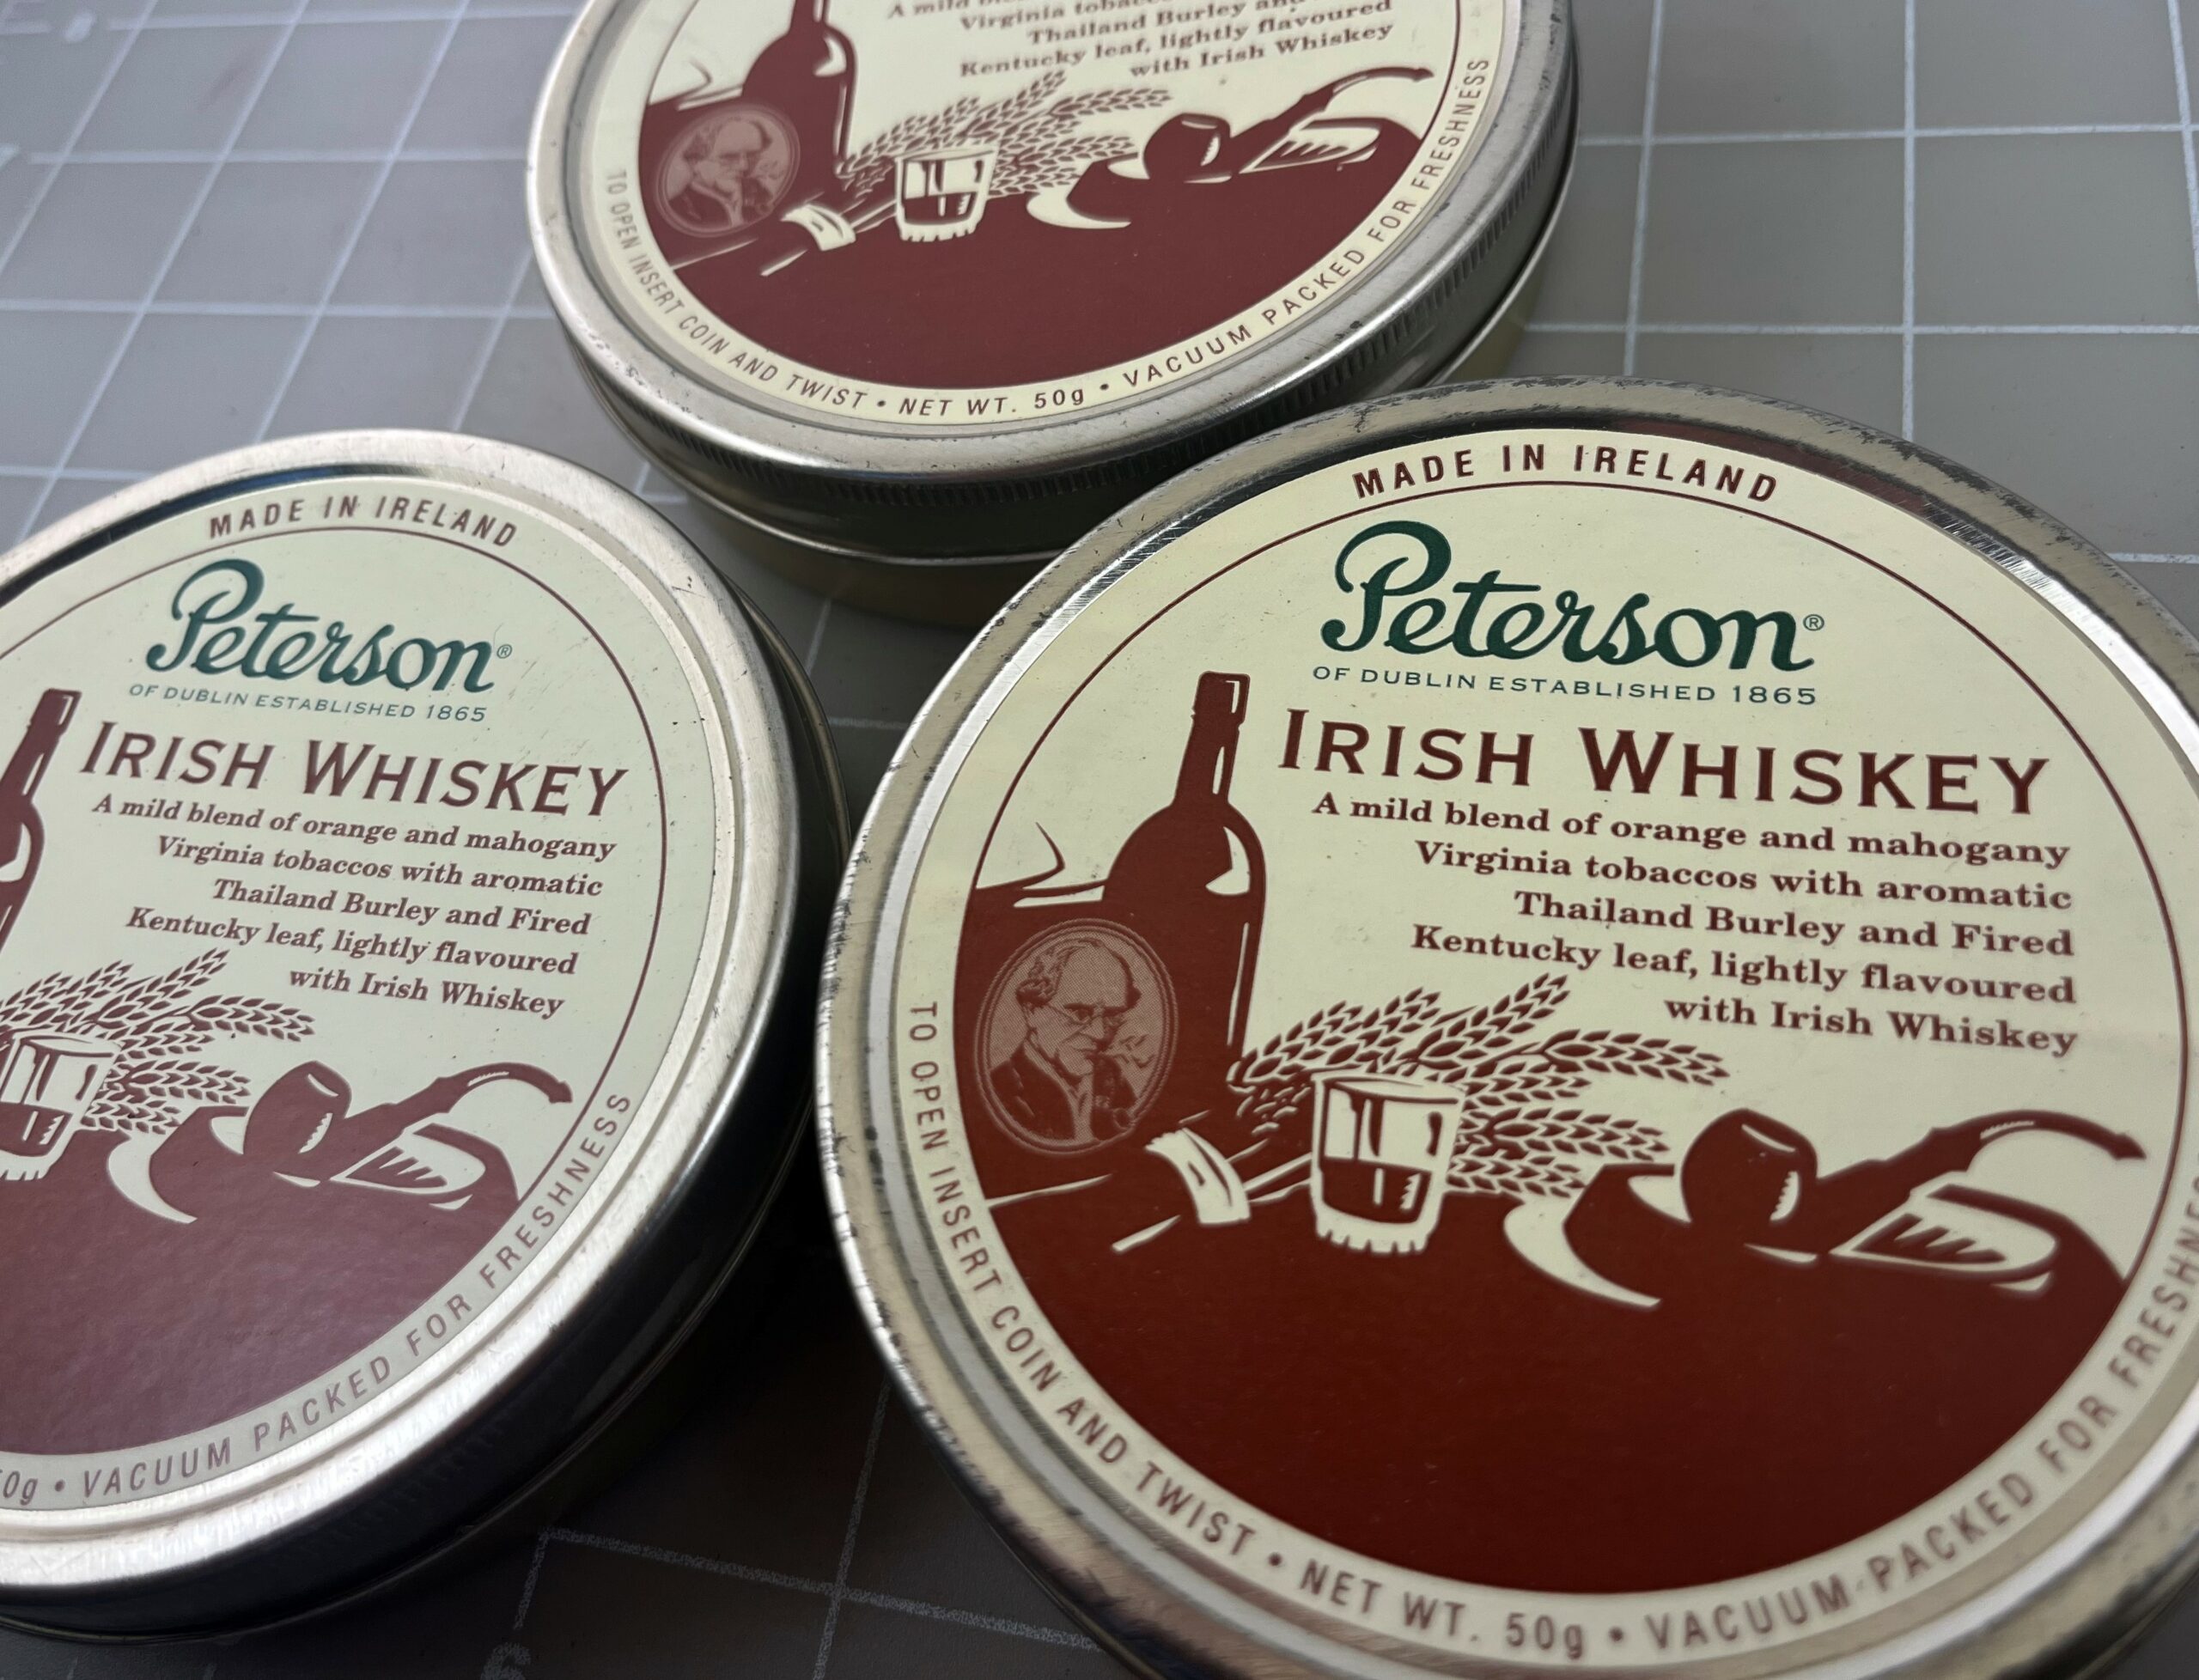 A mild
Virginia
Thailand Burley
Kentucky leaf, lightly flavoured
with Irish Whiskey
TO OPEN INSERT COIN AND TWIST • NET WT. 50g • VACUUM PACKED FOR FRESHNESS
MADE IN IRELAND
Peterson®
OF DUBLIN ESTABLISHED 1865
IRISH WHISKEY
A mild blend of orange and mahogany
Virginia tobaccos with aromatic
Thailand Burley and Fired
Kentucky leaf, lightly flavoured
with Irish Whiskey
0g • VACUUM PACKED FOR FRESHNESS
MADE IN IRELAND
Peterson®
OF DUBLIN ESTABLISHED 1865
IRISH WHISKEY
A mild blend of orange and mahogany
Virginia tobaccos with aromatic
Thailand Burley and Fired
Kentucky leaf, lightly flavoured
with Irish Whiskey
TO OPEN INSERT COIN AND TWIST • NET WT. 50g • VACUUM PACKED FOR FRESHNESS